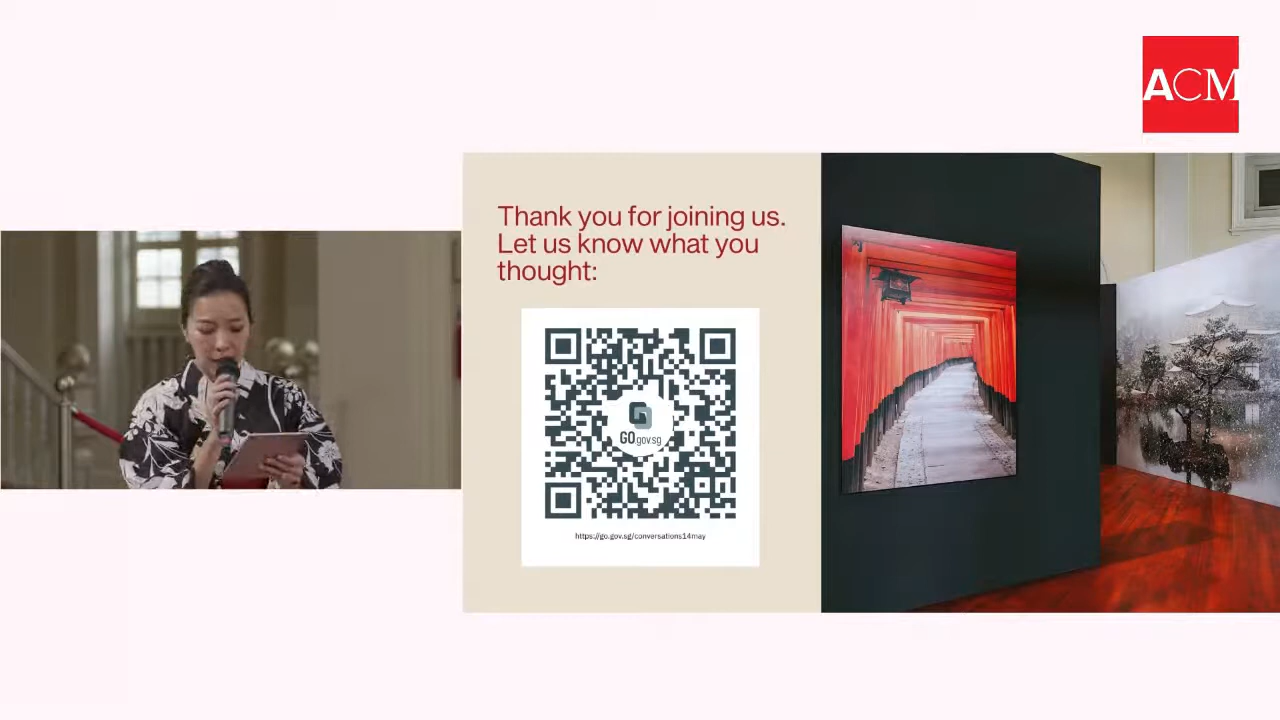 ACM
Thank you for joining us.
Let us know what you
thought:
GO.gov.sg
https://go.gov.sg/conversations14may